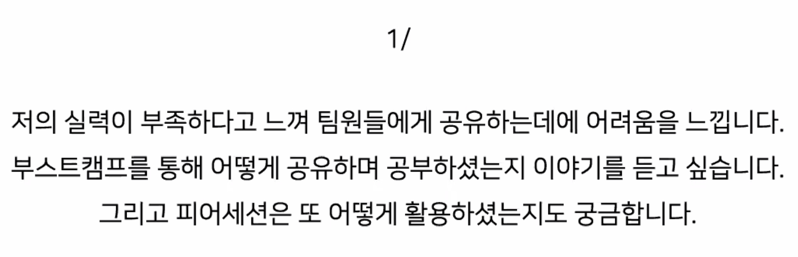 1/
저의 실력이 부족하다고 느껴 팀원들에게 공유하는데에 어려움을 느낍니다.
부스트캠프를 통해 어떻게 공유하며 공부하셨는지 이야기를 듣고 싶습니다.
그리고 피어세션은 또 어떻게 활용하셨는지도 궁금합니다.